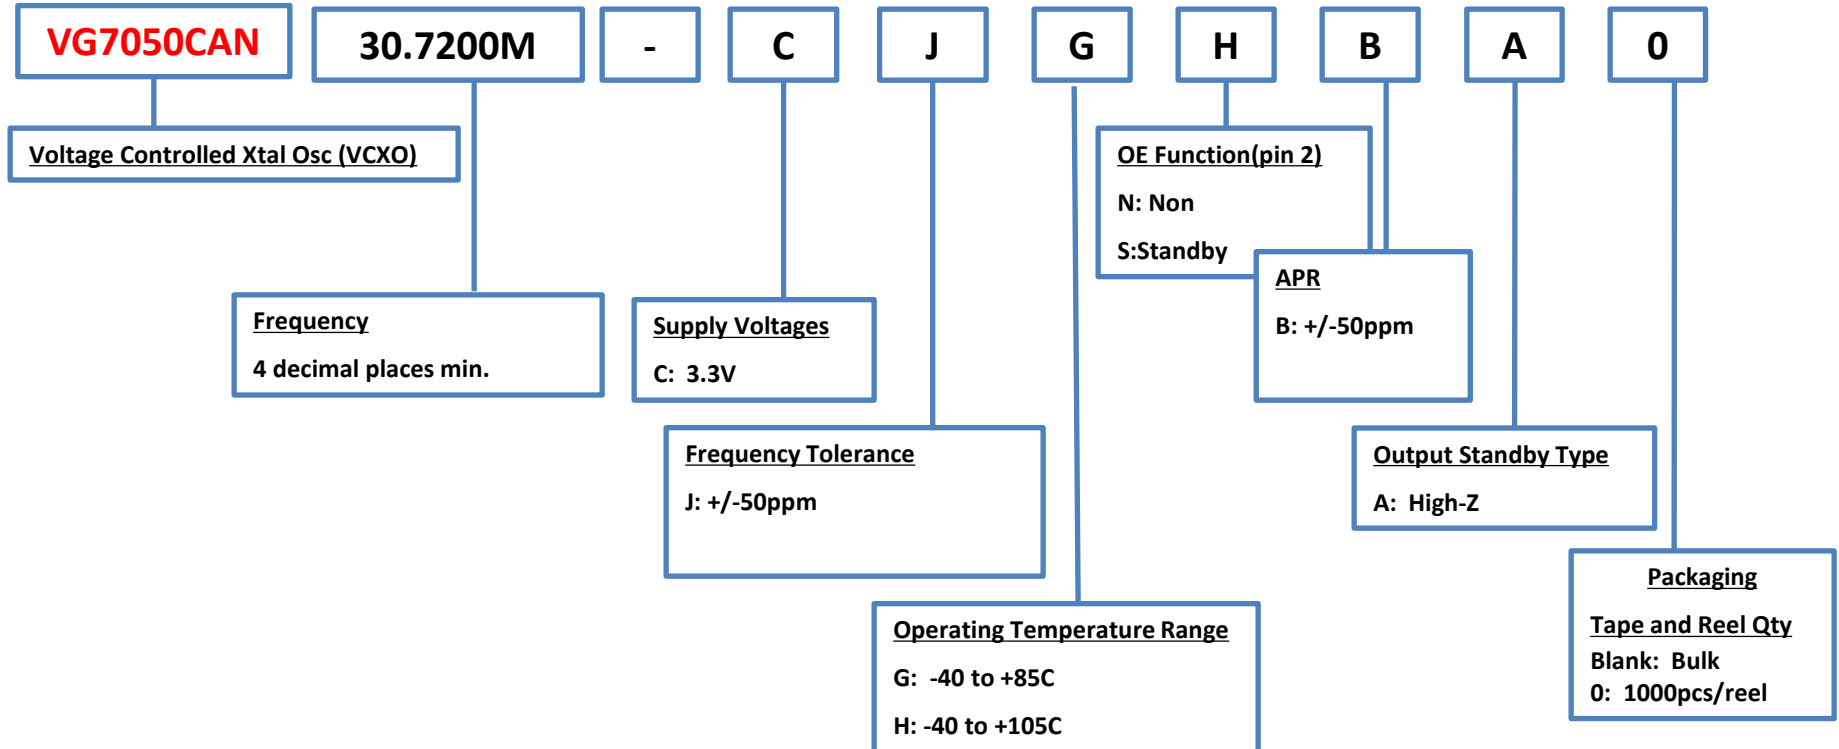 VG7050CAN 30.7200M - C J G H B A 0
Voltage Controlled Xtal Osc (VCXO)
OE Function(pin 2)
N: Non
S:Standby
APR
B: +/-50ppm
Frequency
4 decimal places min.
Supply Voltages
C: 3.3V
Frequency Tolerance
J: +/-50ppm
Output Standby Type
A: High-Z
Packaging
Tape and Reel Qty
Blank: Bulk
0: 1000pcs/reel
Operating Temperature Range
G: -40 to +85C
H: -40 to +105C